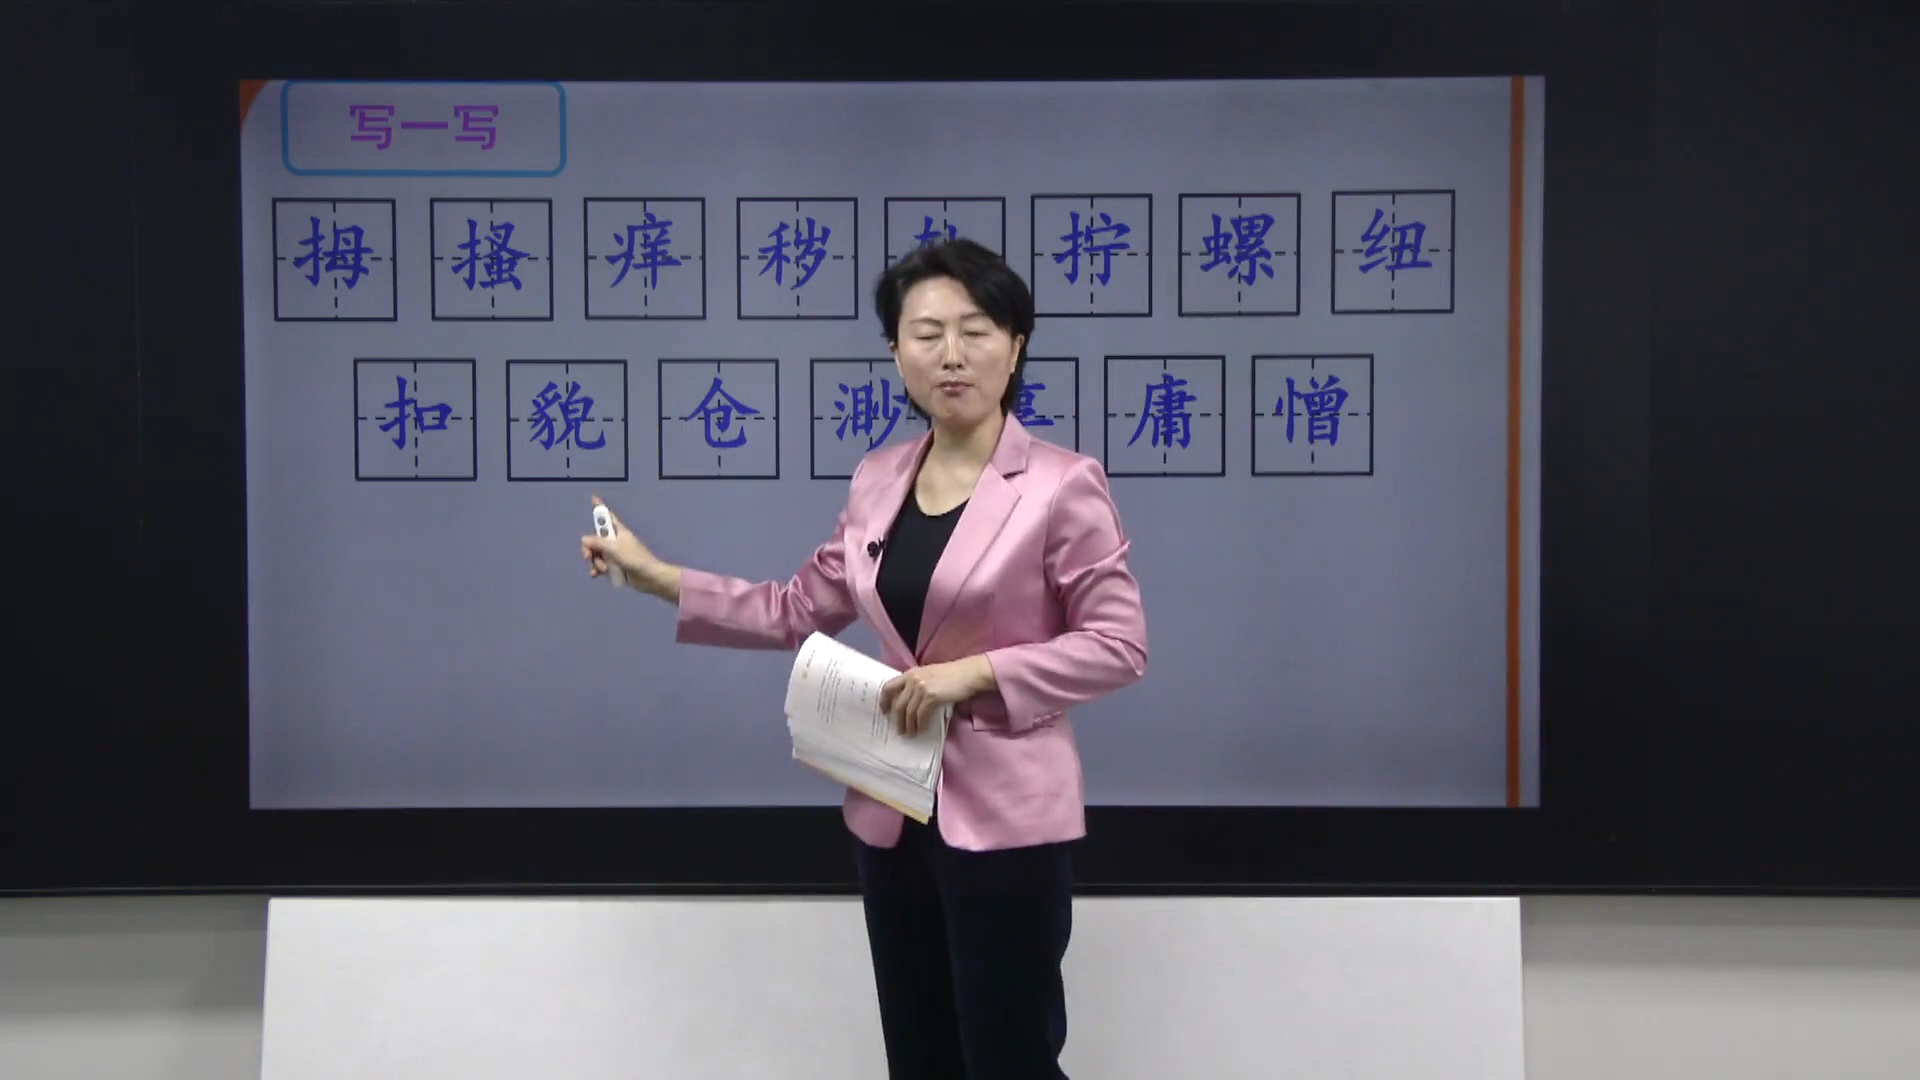 写一写
拇 搔 痒 秽 拧 螺 纽
扣 貌 仓 渺 庸 憎